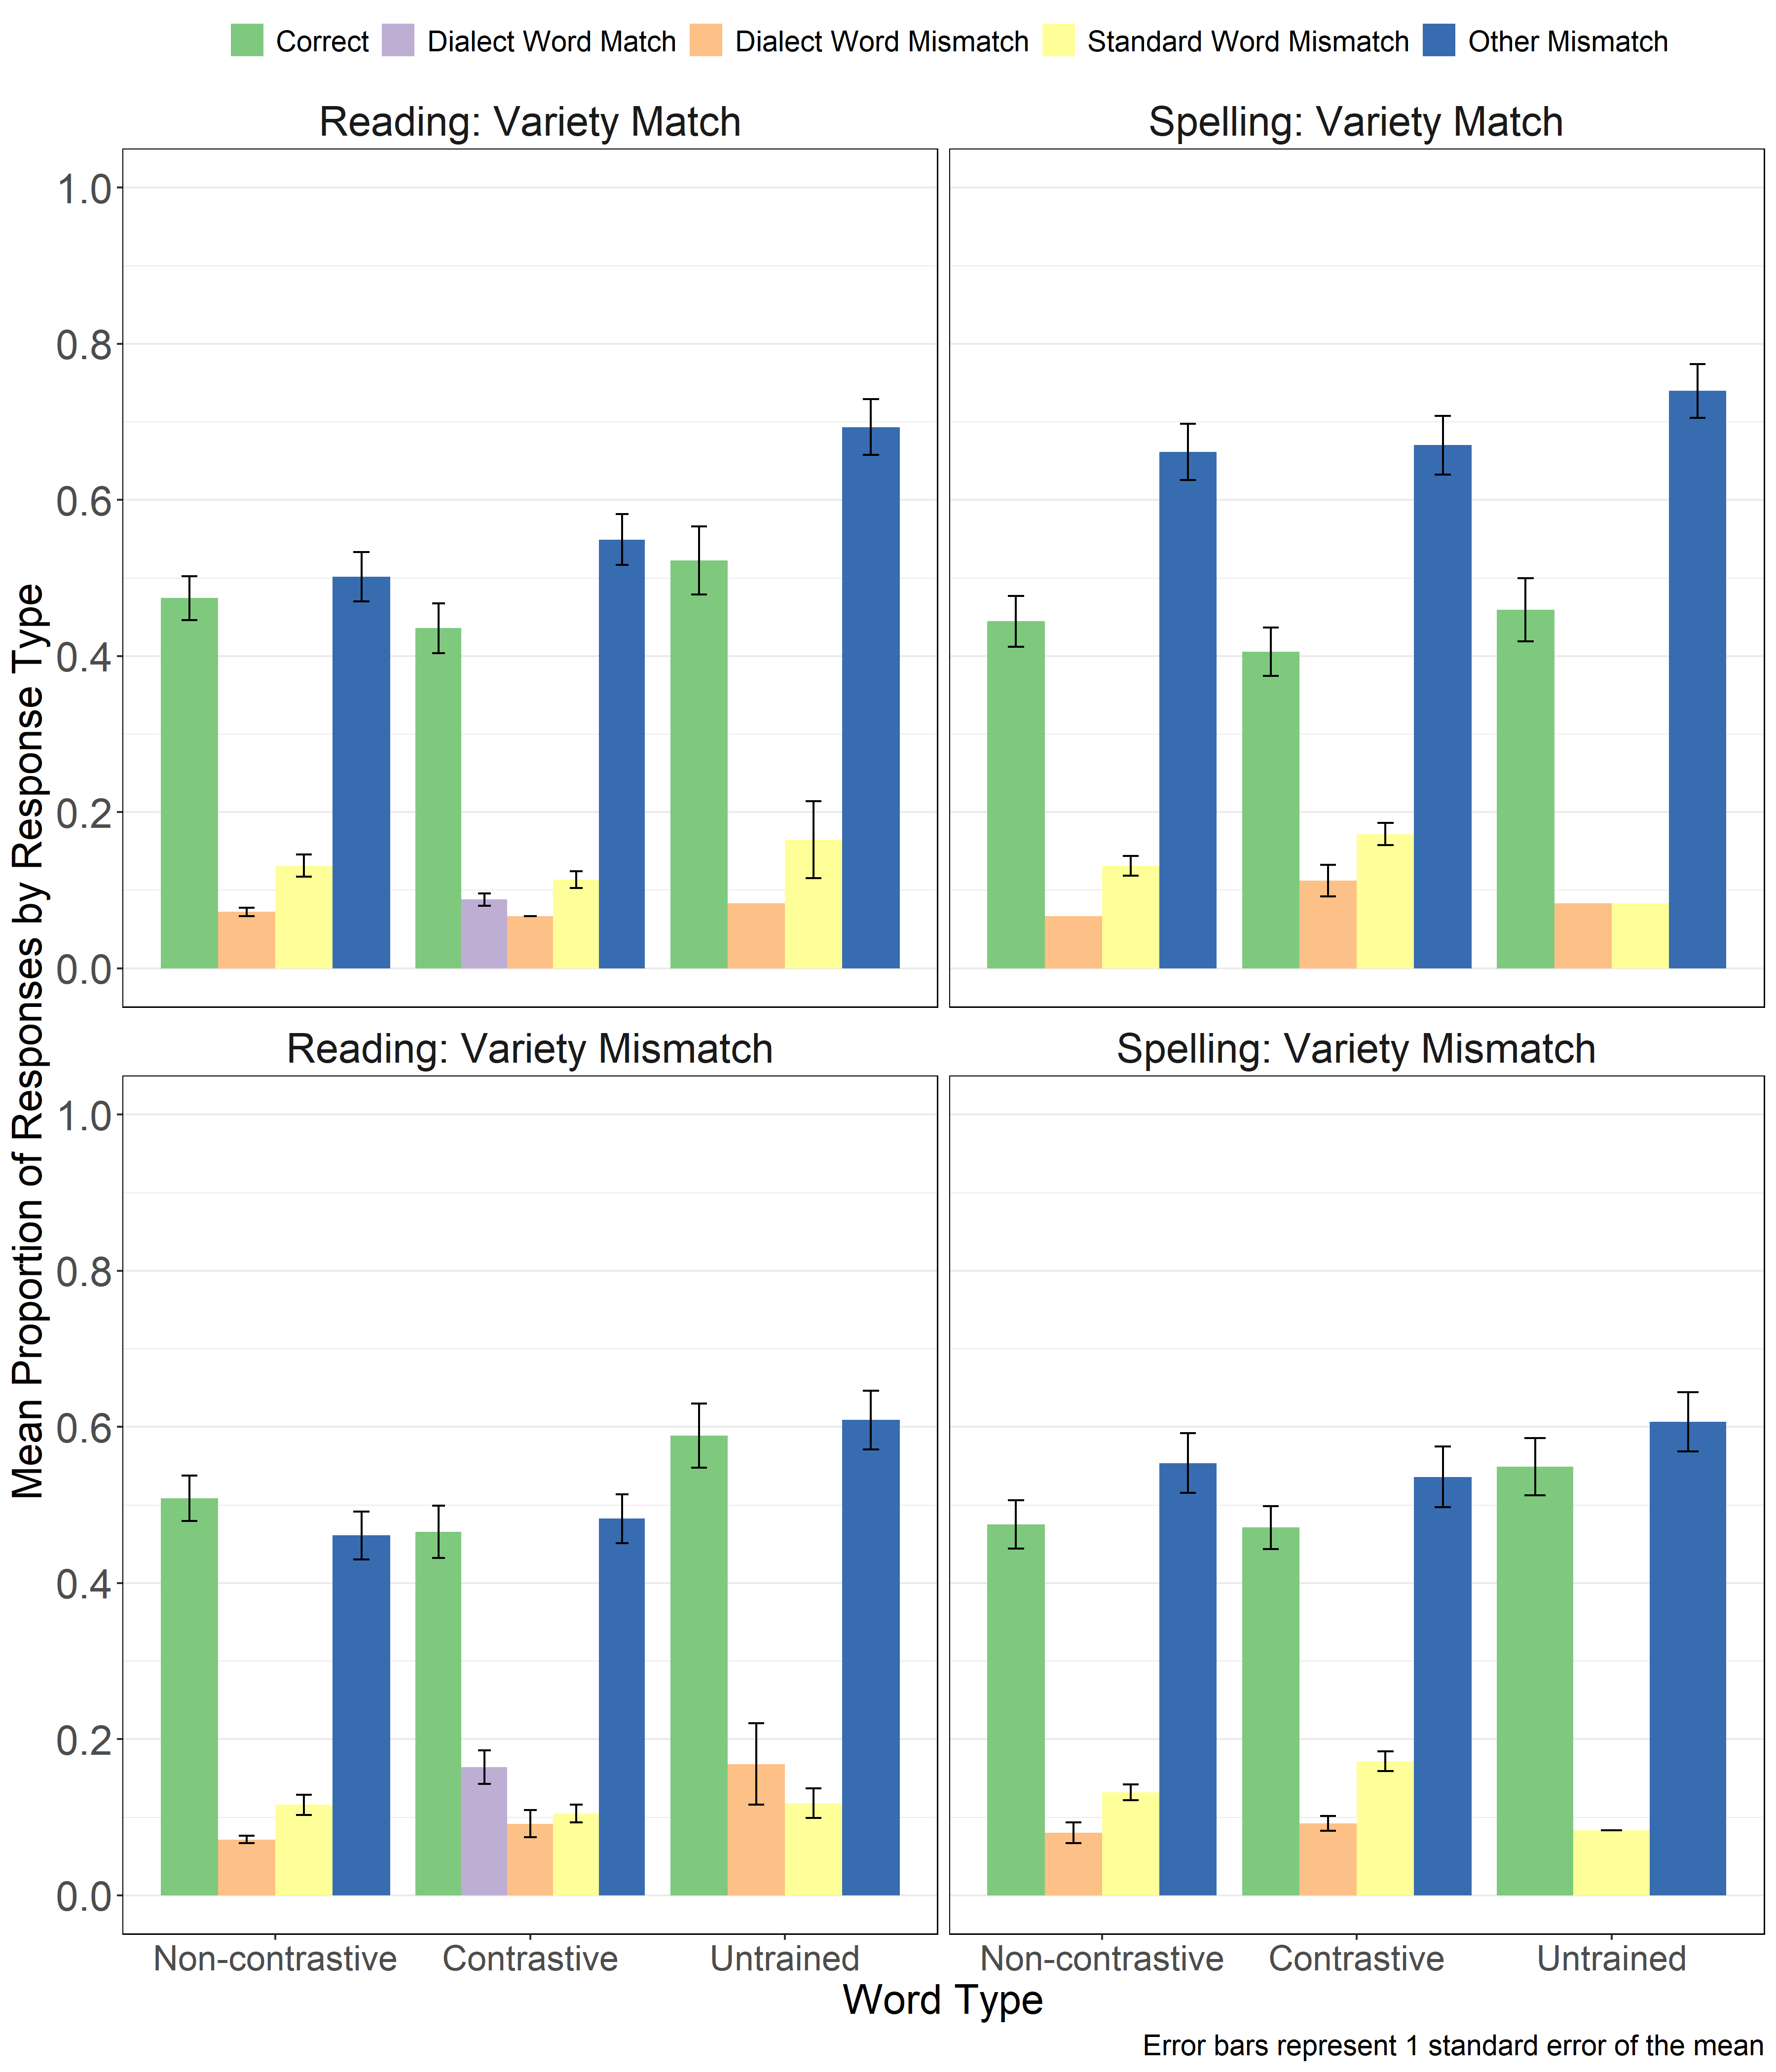 Correct Dialect Word Match Dialect Word Mismatch Standard Word Mismatch Other Mismatch
Reading: Variety Match Spelling: Variety Match
1.0
0.8
0.6
0.4
0.2
0.0
Mean Proportion of Responses by Response Type
Reading: Variety Mismatch Spelling: Variety Mismatch
1.0
0.8
0.6
0.4
0.2
0.0
Non-contrastive Contrastive Untrained Non-contrastive Contrastive Untrained
Word Type
Error bars represent 1 standard error of the mean